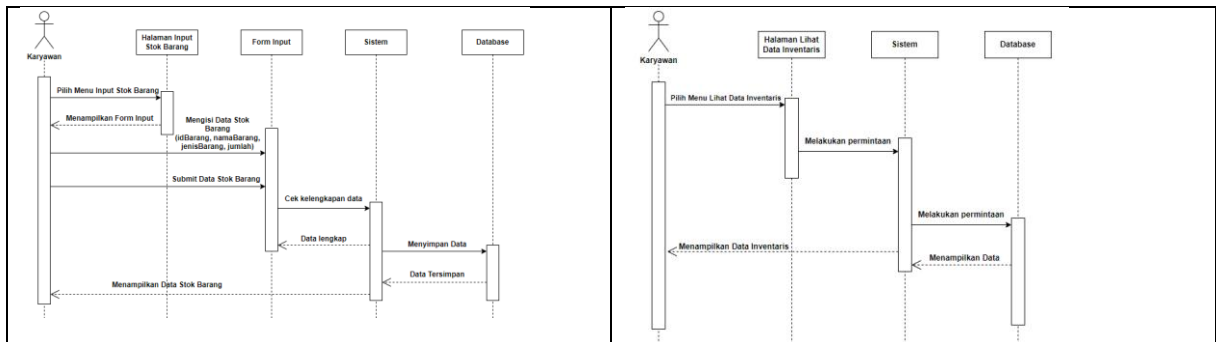 Karyawan
Halaman Input
Stok Barang
Form Input
Sistem
Database
Pilih Menu Input Stok Barang
Menampilkan Form Input
Mengisi Data Stok
Barang
(idBarang, namaBarang,
jenisBarang, jumlah)
Submit Data Stok Barang
Cek kelengkapan data
Data lengkap
Menyimpan Data
Data Tersimpan
Menampilkan Data Stok Barang
Karyawan
Halaman Lihat
Data Inventaris
Sistem
Database
Pilih Menu Lihat Data Inventaris
Melakukan permintaan
Melakukan permintaan
Menampilkan Data Inventaris
Menampilkan Data